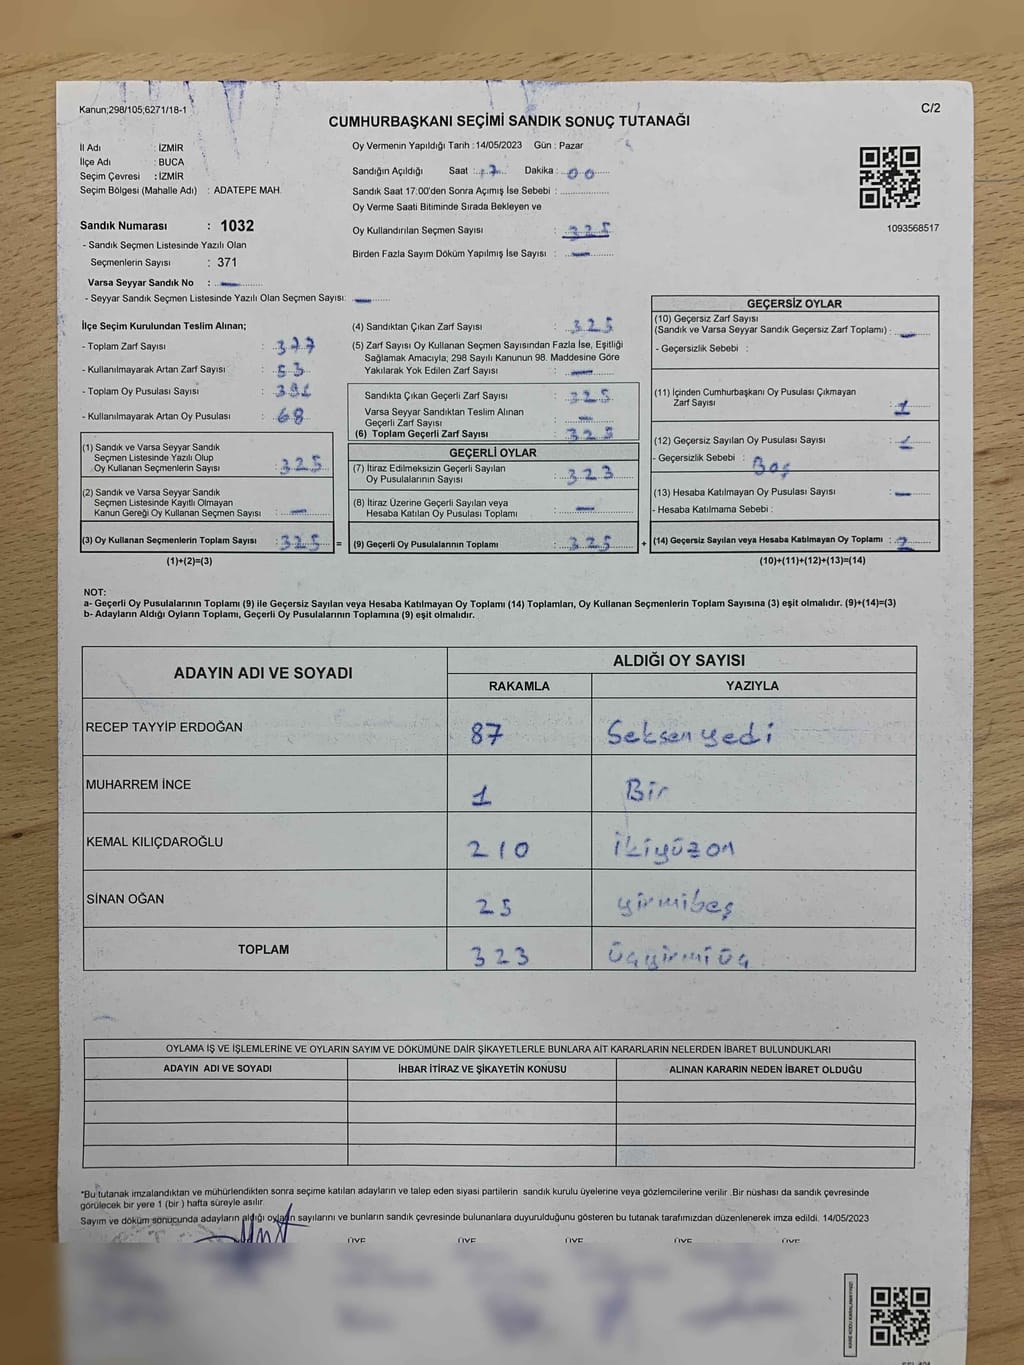 Kanun;298/105;6271/18-1
C/2
CUMHURBAŞKANI SEÇİMİ SANDIK SONUÇ TUTANAĞI
İl Adı : İZMİR
İlçe Adı : BUCA
Seçim Çevresi : İZMİR
Seçim Bölgesi (Mahalle Adı) : ADATEPE MAH.
Sandık Numarası : 1032
- Sandık Seçmen Listesinde Yazılı Olan
Seçmenlerin Sayısı : 371
Varsa Seyyar Sandık No : —
- Seyyar Sandık Seçmen Listesinde Yazılı Olan Seçmen Sayısı: —
Oy Vermenin Yapıldığı Tarih : 14/05/2023 Gün : Pazar
Sandığın Açıldığı Saat : 17 Dakika : 00
Sandık Saat 17:00'den Sonra Açımış İse Sebebi :
Oy Verme Saati Bitiminde Sırada Bekleyen ve
Oy Kullandırılan Seçmen Sayısı : 325
Birden Fazla Sayım Döküm Yapılmış İse Sayısı : —
1093568517
İlçe Seçim Kurulundan Teslim Alınan;
- Toplam Zarf Sayısı : 377
- Kullanılmayarak Artan Zarf Sayısı : 53
- Toplam Oy Pusulası Sayısı :
- Kullanılmayarak Artan Oy Pusulası : 68
(1) Sandık ve Varsa Seyyar Sandık
Seçmen Listesinde Yazılı Olup
Oy Kullanan Seçmenlerin Sayısı : 325
(2) Sandık ve Varsa Seyyar Sandık
Seçmen Listesinde Kayıtlı Olmayan
Kanun Gereği Oy Kullanan Seçmen Sayısı : —
(3) Oy Kullanan Seçmenlerin Toplam Sayısı : 325 =
(1)+(2)=(3)
(4) Sandıktan Çıkan Zarf Sayısı : 325
(5) Zarf Sayısı Oy Kullanan Seçmen Sayısından Fazla İse, Eşitliği
Sağlamak Amacıyla; 298 Sayılı Kanunun 98. Maddesine Göre
Yakılarak Yok Edilen Zarf Sayısı : —
Sandıkta Çıkan Geçerli Zarf Sayısı : 325
Varsa Seyyar Sandıktan Teslim Alınan
Geçerli Zarf Sayısı : —
(6) Toplam Geçerli Zarf Sayısı : 325
GEÇERLİ OYLAR
(7) İtiraz Edilmeksizin Geçerli Sayılan
Oy Pusulalarının Sayısı : 323
(8) İtiraz Üzerine Geçerli Sayılan veya
Hesaba Katılan Oy Pusulası Toplamı : —
(9) Geçerli Oy Pusulalarının Toplamı : 325 +
GEÇERSİZ OYLAR
(10) Geçersiz Zarf Sayısı
(Sandık ve Varsa Seyyar Sandık Geçersiz Zarf Toplamı) : —
- Geçersizlik Sebebi :
(11) İçinden Cumhurbaşkanı Oy Pusulası Çıkmayan
Zarf Sayısı : 1
(12) Geçersiz Sayılan Oy Pusulası Sayısı : 1
- Geçersizlik Sebebi : Boş
(13) Hesaba Katılmayan Oy Pusulası Sayısı : —
- Hesaba Katılmama Sebebi :
(14) Geçersiz Sayılan veya Hesaba Katılmayan Oy Toplamı : 2
(10)+(11)+(12)+(13)=(14)
NOT:
a- Geçerli Oy Pusulalarının Toplamı (9) ile Geçersiz Sayılan veya Hesaba Katılmayan Oy Toplamı (14) Toplamları, Oy Kullanan Seçmenlerin Toplam Sayısına (3) eşit olmalıdır. (9)+(14)=(3)
b- Adayların Aldığı Oyların Toplamı, Geçerli Oy Pusulalarının Toplamına (9) eşit olmalıdır.
ADAYIN ADI VE SOYADI ALDIĞI OY SAYISI
RAKAMLA YAZIYLA
RECEP TAYYİP ERDOĞAN 87 Seksen yedi
MUHARREM İNCE 1 Bir
KEMAL KILIÇDAROĞLU 210 ikiyüzon
SİNAN OĞAN 25 yirmibeş
TOPLAM 323
OYLAMA İŞ VE İŞLEMLERİNE VE OYLARIN SAYIM VE DÖKÜMÜNE DAİR ŞİKAYETLERLE BUNLARA AİT KARARLARIN NELERDEN İBARET BULUNDUKLARI
ADAYIN ADI VE SOYADI İHBAR İTİRAZ VE ŞİKAYETİN KONUSU ALINAN KARARIN NEDEN İBARET OLDUĞU
*Bu tutanak imzalandıktan ve mühürlendikten sonra seçime katılan adayların ve talep eden siyasi partilerin sandık kurulu üyelerine veya gözlemcilerine verilir .Bir nüshası da sandık çevresinde
görülecek bir yere 1 (bir ) hafta süreyle asılır.
Sayım ve döküm sonucunda adayların aldığı oyların sayılarını ve bunların sandık çevresinde bulunanlara duyurulduğunu gösteren bu tutanak tarafımızdan düzenlenerek imza edildi. 14/05/2023
ÜYE ÜYE ÜYE ÜYE ÜYE